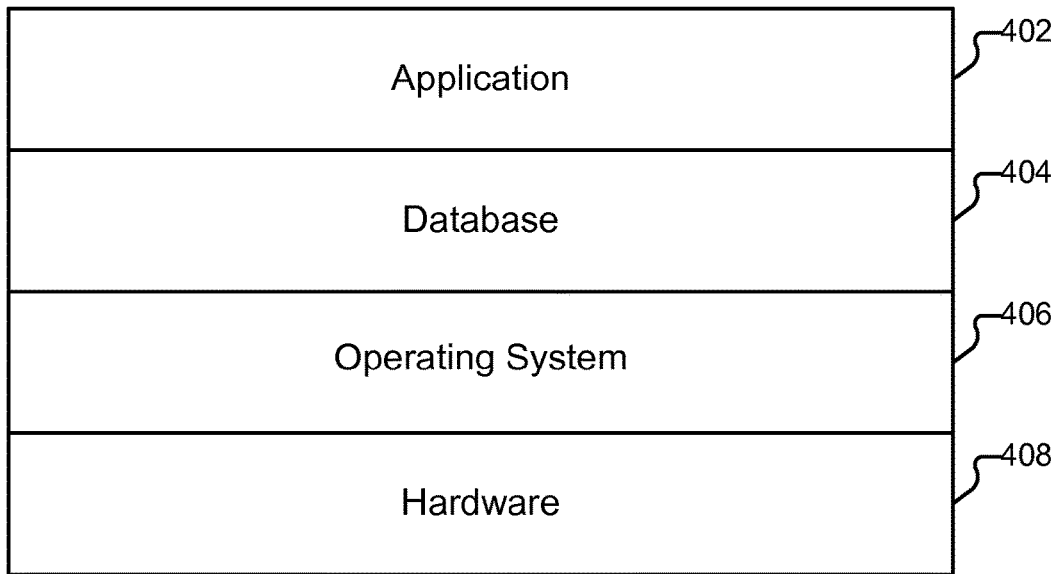 402
Application
404
Database
406
Operating System
408
Hardware